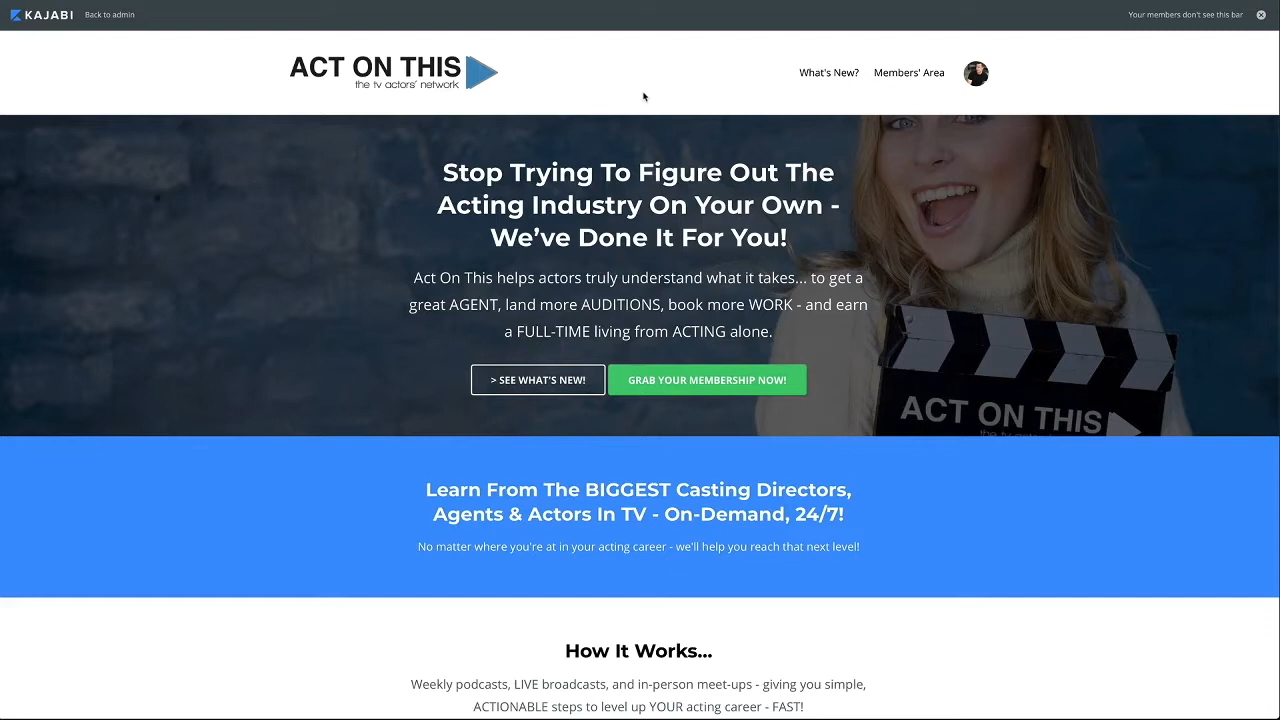 KAJABI
Back to admin
Your members don't see this bar
ACT ON THIS
the tv actors' network
What's New?
Members' Area
Stop Trying To Figure Out The
Acting Industry On Your Own -
We’ve Done It For You!
Act On This helps actors truly understand what it takes... to get a
great AGENT, land more AUDITIONS, book more WORK - and earn
a FULL-TIME living from ACTING alone.
> SEE WHAT'S NEW!
GRAB YOUR MEMBERSHIP NOW!
ACT ON THIS
Learn From The BIGGEST Casting Directors,
Agents & Actors In TV - On-Demand, 24/7!
No matter where you're at in your acting career - we'll help you reach that next level!
How It Works...
Weekly podcasts, LIVE broadcasts, and in-person meet-ups - giving you simple,
ACTIONABLE steps to level up YOUR acting career - FAST!